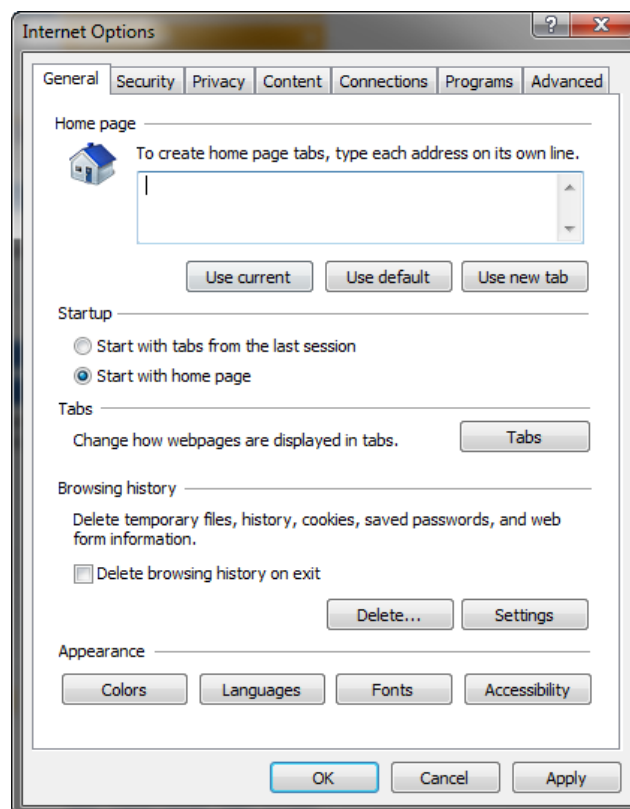 Internet Options
?
X
General Security Privacy Content Connections Programs Advanced
Home page
To create home page tabs, type each address on its own line.
Use current Use default Use new tab
Startup
Start with tabs from the last session
Start with home page
Tabs
Change how webpages are displayed in tabs. Tabs
Browsing history
Delete temporary files, history, cookies, saved passwords, and web
form information.
Delete browsing history on exit
Delete... Settings
Appearance
Colors Languages Fonts Accessibility
OK Cancel Apply